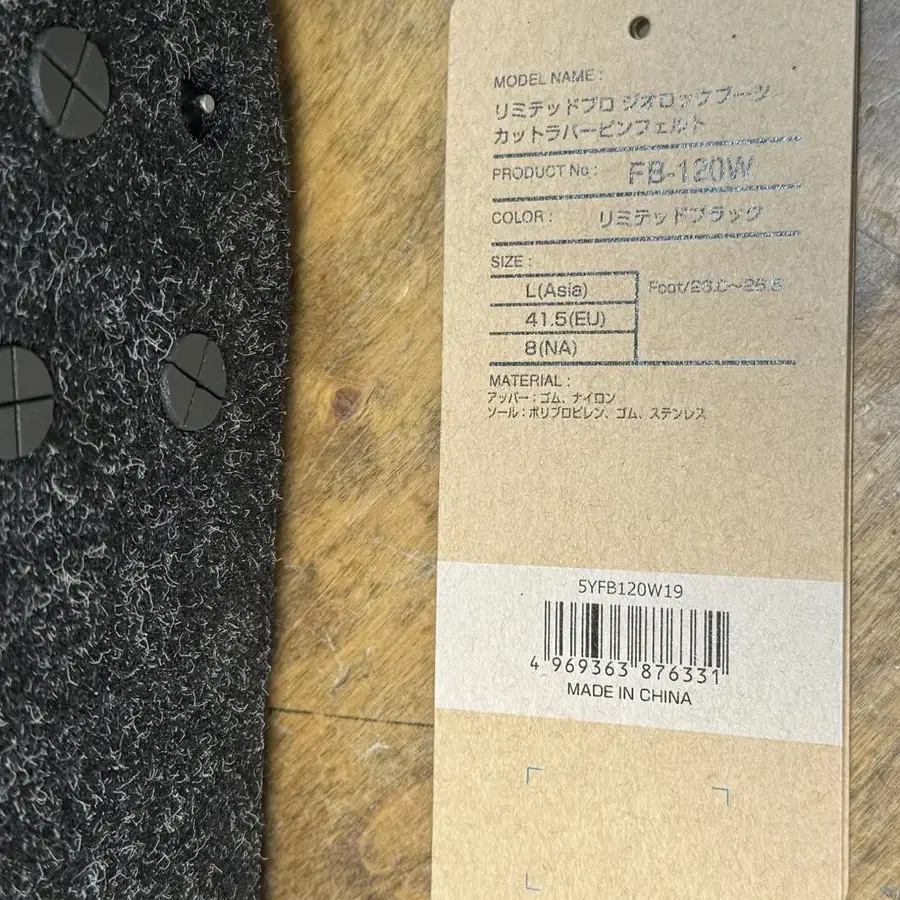 MODEL NAME :
リミテッドプロ ジオロックブーツ
カットラバーピンフェルト
PRODUCT No : FB-120W
COLOR : リミテッドブラック
SIZE :
L(Asia)
41.5(EU)
8(NA)
MATERIAL :
アッパー：ゴム、ナイロン
ソール：ポリプロピレン、ゴム、ステンレス
5YFB120W19
4 969363 876331
MADE IN CHINA